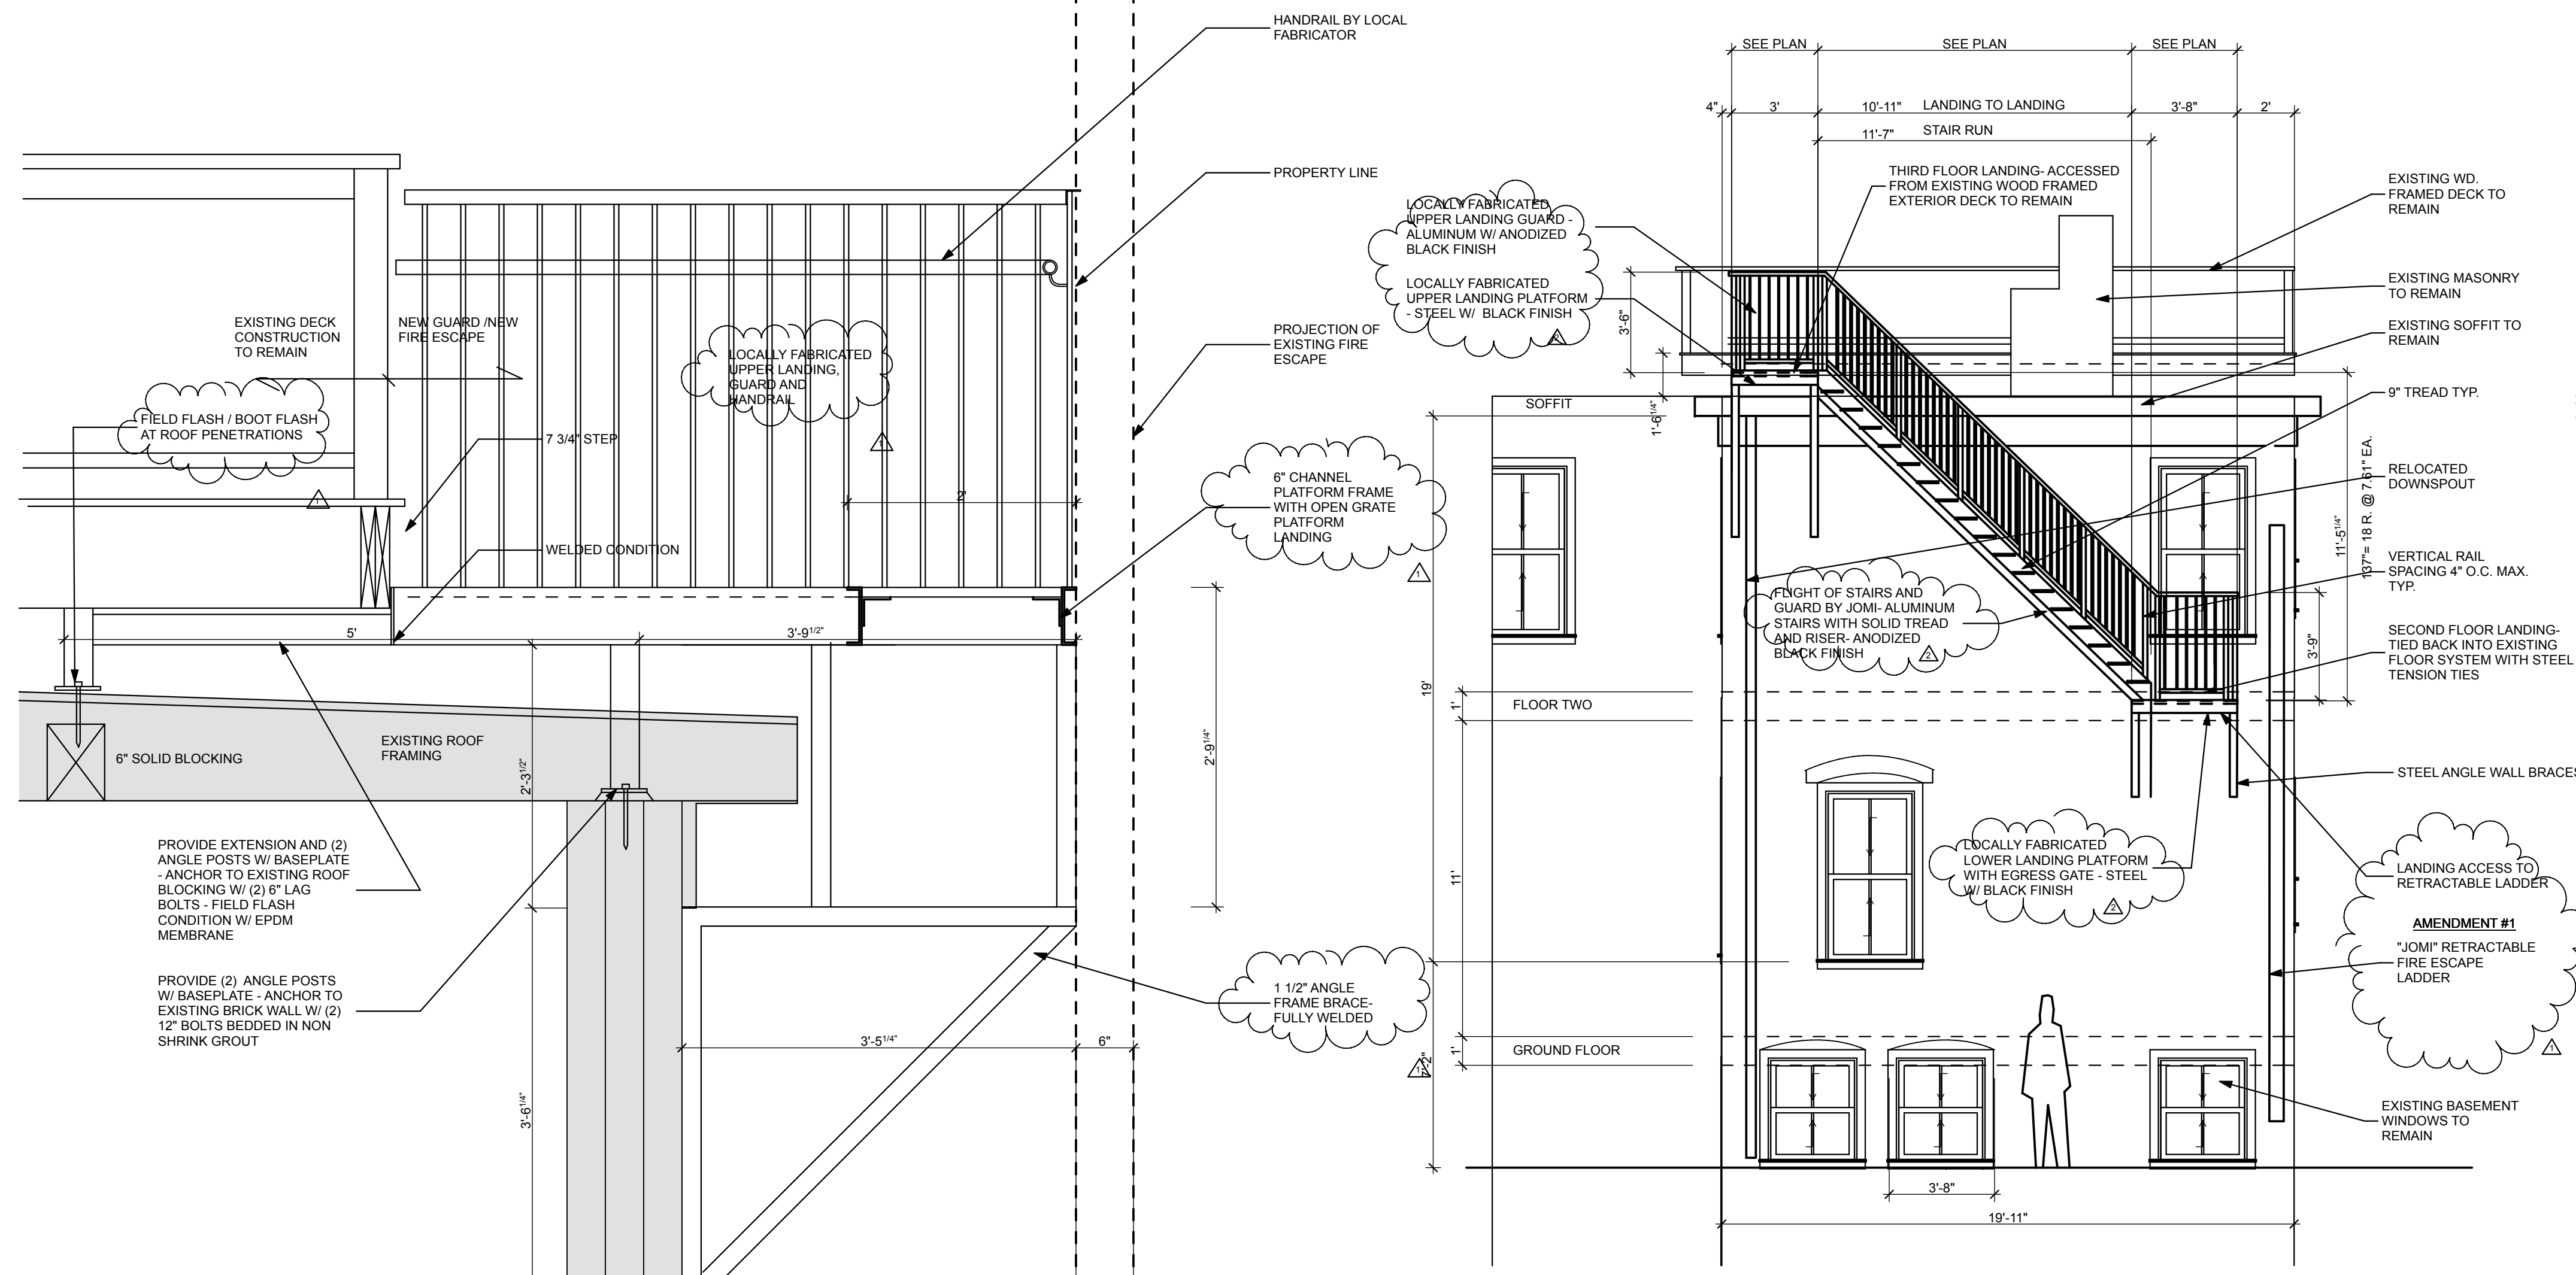 HANDRAIL BY LOCAL
FABRICATOR
PROPERTY LINE
PROJECTION OF
EXISTING FIRE
ESCAPE
EXISTING DECK
CONSTRUCTION
TO REMAIN
NEW GUARD /NEW
FIRE ESCAPE
LOCALLY FABRICATED
UPPER LANDING,
GUARD AND
HANDRAIL
1
FIELD FLASH / BOOT FLASH
AT ROOF PENETRATIONS
1
7 3/4" STEP
2'
WELDED CONDITION
6" CHANNEL
PLATFORM FRAME
WITH OPEN GRATE
PLATFORM
LANDING
1
5'
3'-9 1/2"
2'-9 1/4"
2'-3 1/2"
EXISTING ROOF
FRAMING
6" SOLID BLOCKING
PROVIDE EXTENSION AND (2)
ANGLE POSTS W/ BASEPLATE
- ANCHOR TO EXISTING ROOF
BLOCKING W/ (2) 6" LAG
BOLTS - FIELD FLASH
CONDITION W/ EPDM
MEMBRANE
PROVIDE (2) ANGLE POSTS
W/ BASEPLATE - ANCHOR TO
EXISTING BRICK WALL W/ (2)
12" BOLTS BEDDED IN NON
SHRINK GROUT
1 1/2" ANGLE
FRAME BRACE-
FULLY WELDED
1
3'-5 1/4"
6"
3'-6 1/4"
SEE PLAN
SEE PLAN
SEE PLAN
4"
3'
10'-11"
LANDING TO LANDING
3'-8"
2'
11'-7"
STAIR RUN
THIRD FLOOR LANDING- ACCESSED
FROM EXISTING WOOD FRAMED
EXTERIOR DECK TO REMAIN
LOCALLY FABRICATED
UPPER LANDING GUARD -
ALUMINUM W/ ANODIZED
BLACK FINISH
LOCALLY FABRICATED
UPPER LANDING PLATFORM
- STEEL W/ BLACK FINISH
2
3'-6"
1'-6 1/4"
SOFFIT
EXISTING WD.
FRAMED DECK TO
REMAIN
EXISTING MASONRY
TO REMAIN
EXISTING SOFFIT TO
REMAIN
9" TREAD TYP.
RELOCATED
DOWNSPOUT
11'-5 1/4"
137"= 18 R. @ 7.61" EA.
VERTICAL RAIL
SPACING 4" O.C. MAX.
TYP.
FLIGHT OF STAIRS AND
GUARD BY JOMI- ALUMINUM
STAIRS WITH SOLID TREAD
AND RISER- ANODIZED
BLACK FINISH
2
3'-9"
SECOND FLOOR LANDING-
TIED BACK INTO EXISTING
FLOOR SYSTEM WITH STEEL
TENSION TIES
19'
1'
FLOOR TWO
STEEL ANGLE WALL BRACES
LOCALLY FABRICATED
LOWER LANDING PLATFORM
WITH EGRESS GATE - STEEL
W/ BLACK FINISH
2
11'
LANDING ACCESS TO
RETRACTABLE LADDER
AMENDMENT #1
"JOMI" RETRACTABLE
FIRE ESCAPE
LADDER
1
1'
GROUND FLOOR
EXISTING BASEMENT
WINDOWS TO
REMAIN
3'-8"
19'-11"